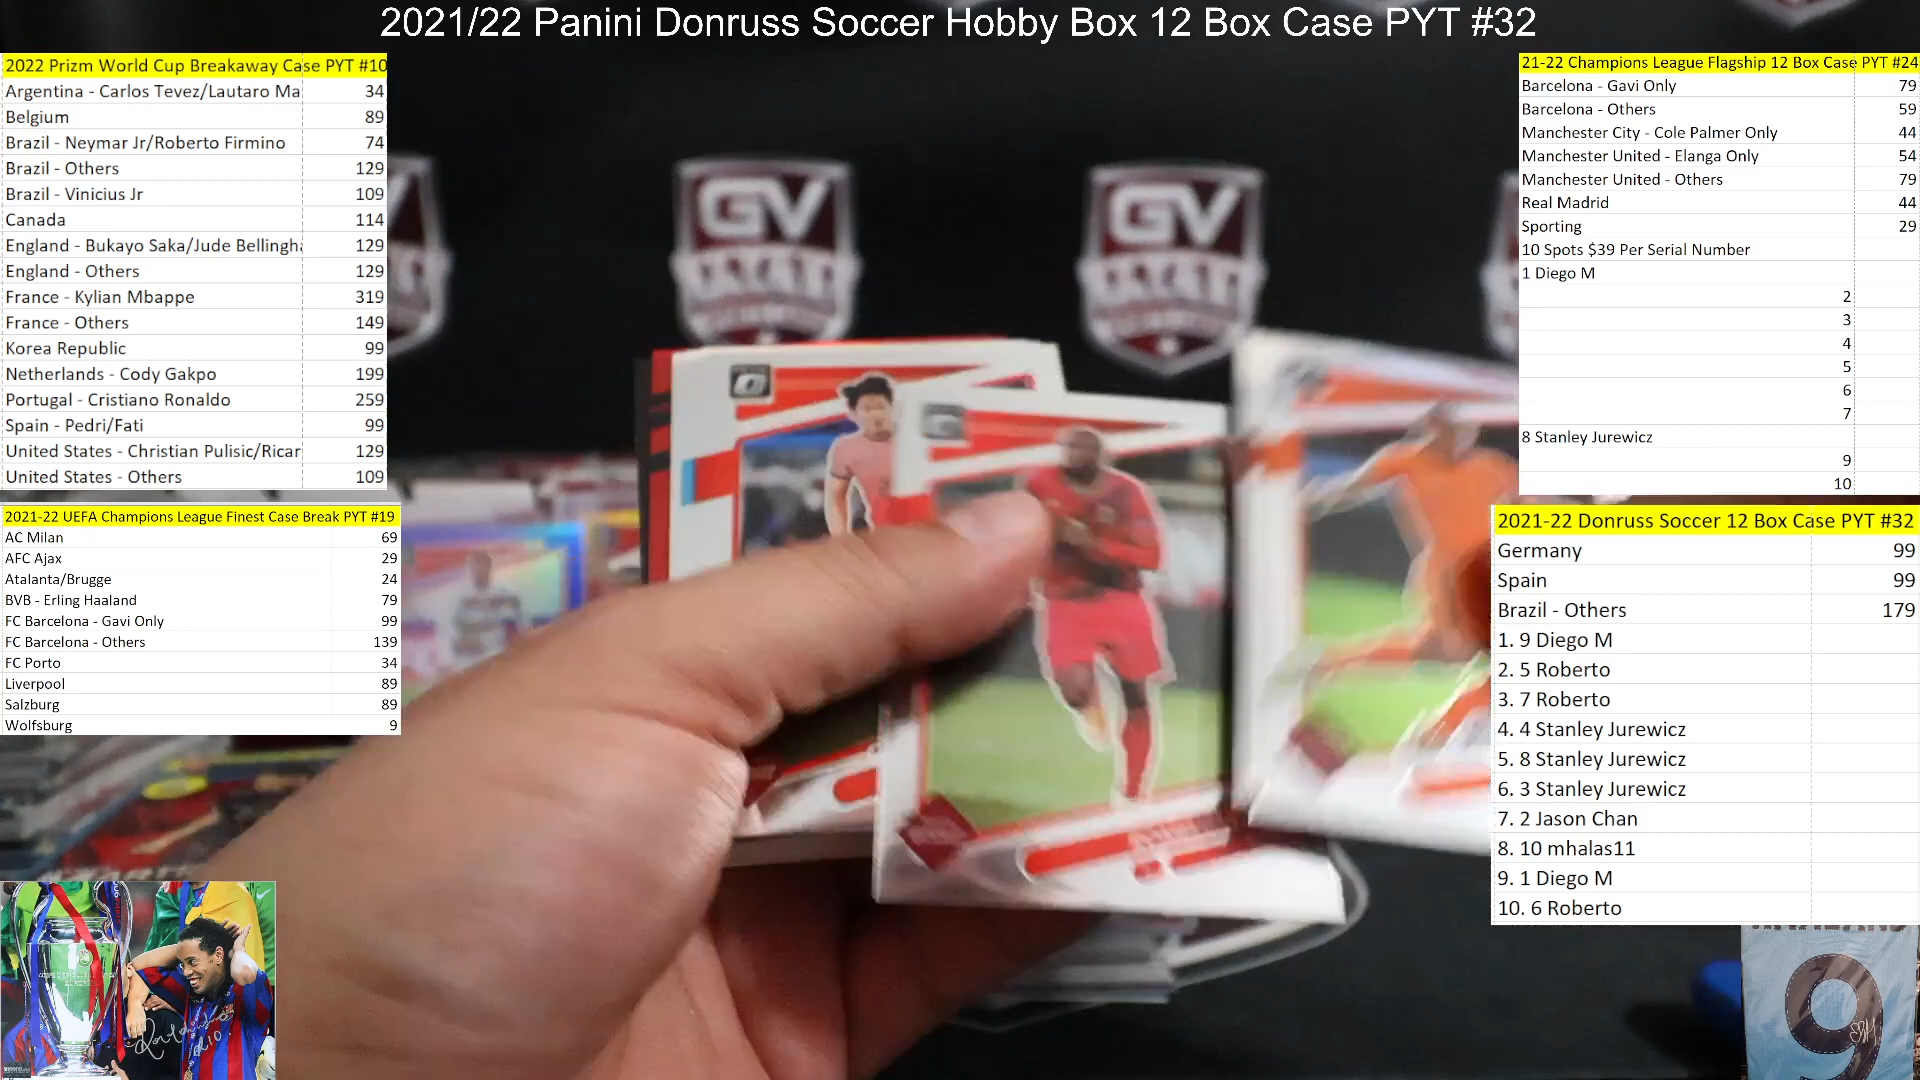 2021/22 Panini Donruss Soccer Hobby Box 12 Box Case PYT #32
2022 Prizm World Cup Breakaway Case PYT #10
Argentina - Carlos Tevez/Lautaro Ma 34
Belgium 89
Brazil - Neymar Jr/Roberto Firmino 74
Brazil - Others 129
Brazil - Vinicius Jr 109
Canada 114
England - Bukayo Saka/Jude Bellingha 129
England - Others 129
France - Kylian Mbappe 319
France - Others 149
Korea Republic 99
Netherlands - Cody Gakpo 199
Portugal - Cristiano Ronaldo 259
Spain - Pedri/Fati 99
United States - Christian Pulisic/Ricar 129
United States - Others 109
2021-22 UEFA Champions League Finest Case Break PYT #19
AC Milan 69
AFC Ajax 29
Atalanta/Brugge 24
BVB - Erling Haaland 79
FC Barcelona - Gavi Only 99
FC Barcelona - Others 139
FC Porto 34
Liverpool 89
Salzburg 89
Wolfsburg 9
GV
GV
21-22 Champions League Flagship 12 Box Case PYT #24
Barcelona - Gavi Only 79
Barcelona - Others 59
Manchester City - Cole Palmer Only 44
Manchester United - Elanga Only 54
Manchester United - Others 79
Real Madrid 44
Sporting 29
10 Spots $39 Per Serial Number
1 Diego M
2
3
4
5
6
7
8 Stanley Jurewicz
9
10
2021-22 Donruss Soccer 12 Box Case PYT #32
Germany 99
Spain 99
Brazil - Others 179
1. 9 Diego M
2. 5 Roberto
3. 7 Roberto
4. 4 Stanley Jurewicz
5. 8 Stanley Jurewicz
6. 3 Stanley Jurewicz
7. 2 Jason Chan
8. 10 mhalas11
9. 1 Diego M
10. 6 Roberto
9